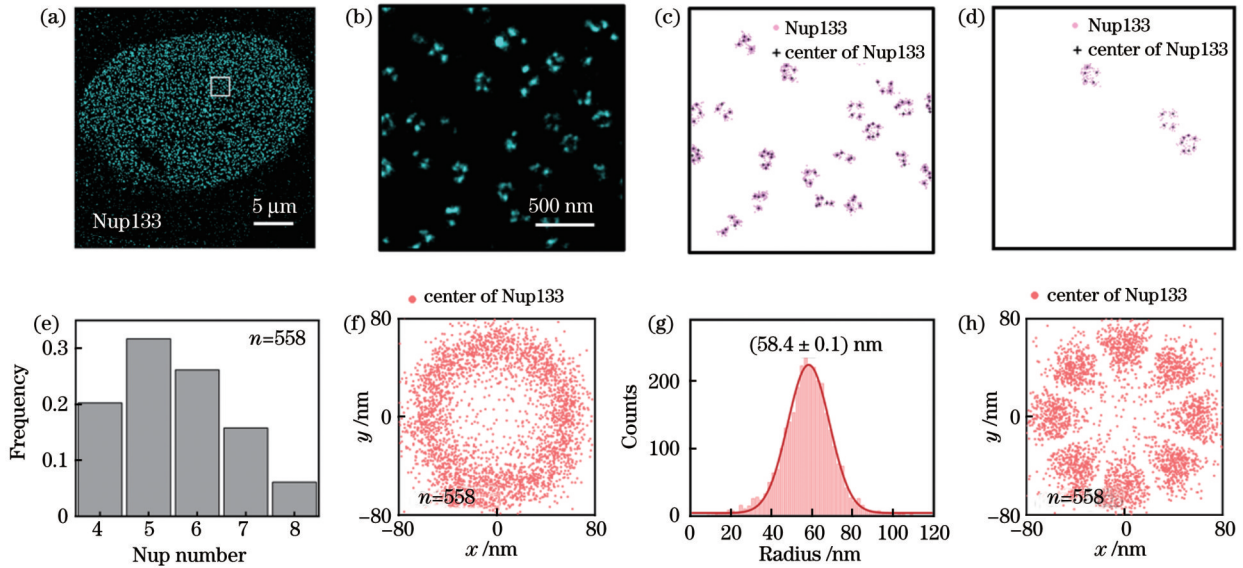 (a)
Nup133
5 μm
(b)
500 nm
(c)
Nup133
+ center of Nup133
(d)
Nup133
+ center of Nup133
(e)
n=558
Frequency
0.3
0.2
0.1
0
4 5 6 7 8
Nup number
(f)
center of Nup133
80
0
−80
y /nm
n=558
−80 0 80
x /nm
(g)
(58.4 ± 0.1) nm
Counts
200
100
0
0 20 40 60 80 100 120
Radius /nm
(h)
center of Nup133
80
0
−80
y /nm
n=558
−80 0 80
x /nm